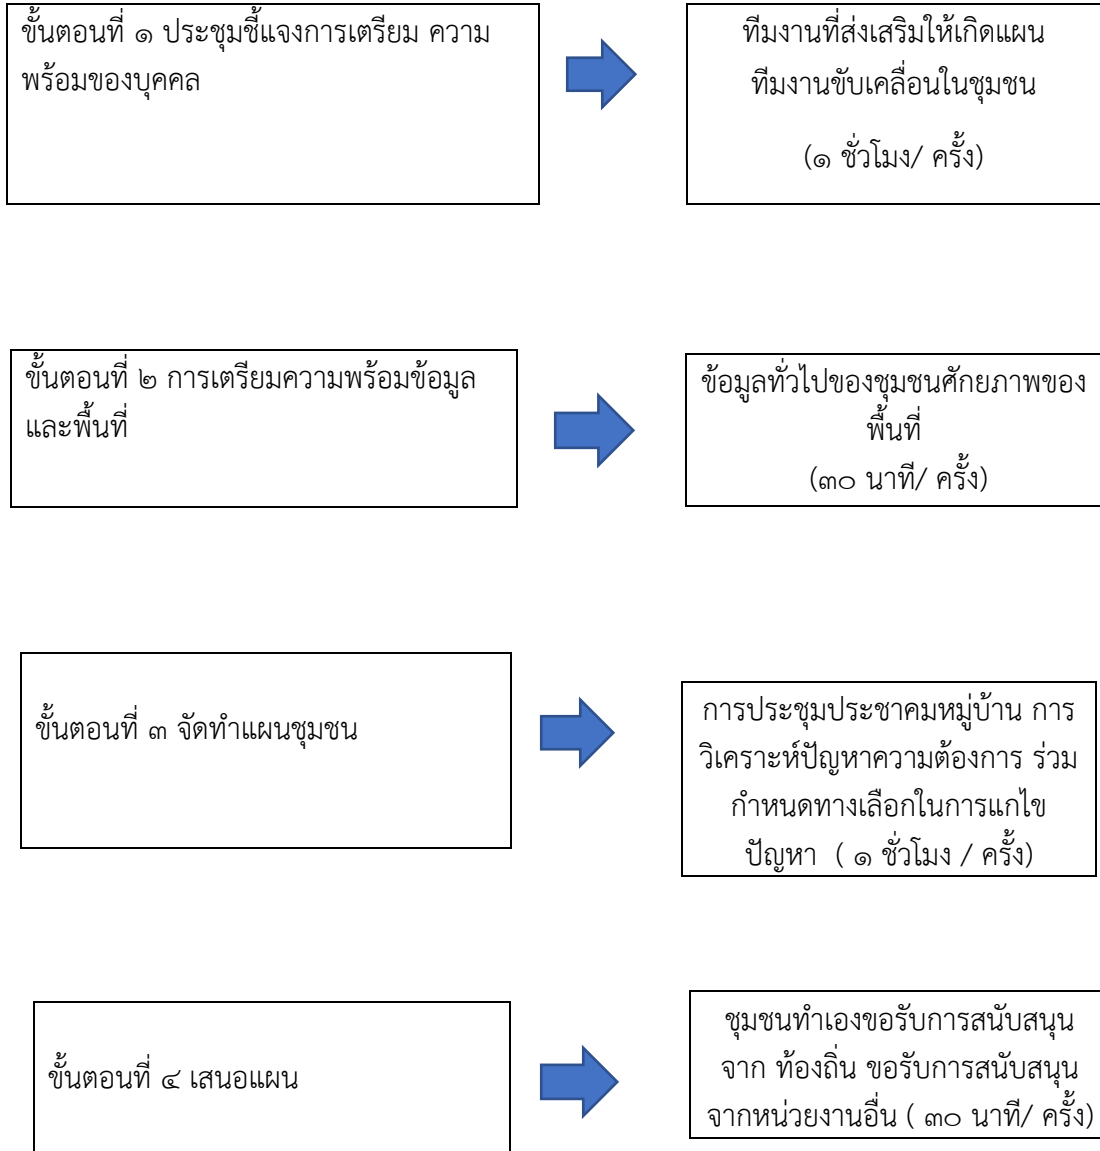 ขั้นตอนที่ ๑ ประชุมชี้แจงการเตรียม ความ
พร้อมของบุคคล
ทีมงานที่ส่งเสริมให้เกิดแผน
ทีมงานขับเคลื่อนในชุมชน
(๑ ชั่วโมง/ ครั้ง)
ขั้นตอนที่ ๒ การเตรียมความพร้อมข้อมูล
และพื้นที่
ข้อมูลทั่วไปของชุมชนศักยภาพของ
พื้นที่
(๓๐ นาที/ ครั้ง)
ขั้นตอนที่ ๓ จัดทำแผนชุมชน
การประชุมประชาคมหมู่บ้าน การ
วิเคราะห์ปัญหาความต้องการ ร่วม
กำหนดทางเลือกในการแกไข
ปัญหา ( ๑ ชั่วโมง / ครั้ง)
ขั้นตอนที่ ๔ เสนอแผน
ชุมชนทำเองขอรับการสนับสนุน
จาก ท้องถิ่น ขอรับการสนับสนุน
จากหน่วยงานอื่น ( ๓๐ นาที/ ครั้ง)